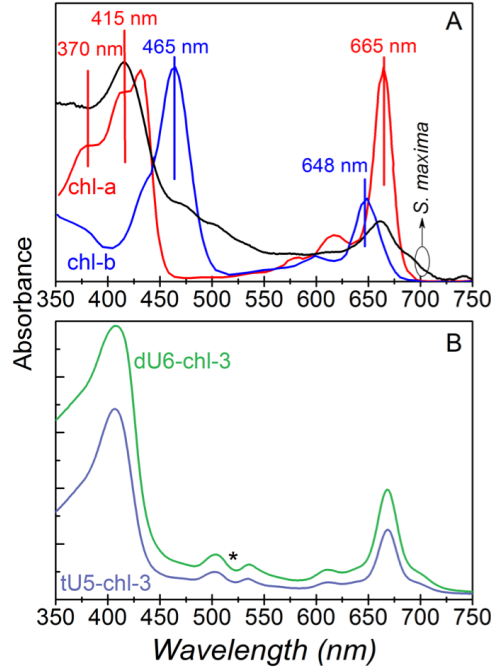 A
415 nm
370 nm
465 nm
665 nm
648 nm
chl-a
chl-b
S. maxima
350 400 450 500 550 600 650 700 750
Absorbance
B
dU6-chl-3
*
tU5-chl-3
350 400 450 500 550 600 650 700 750
Wavelength (nm)